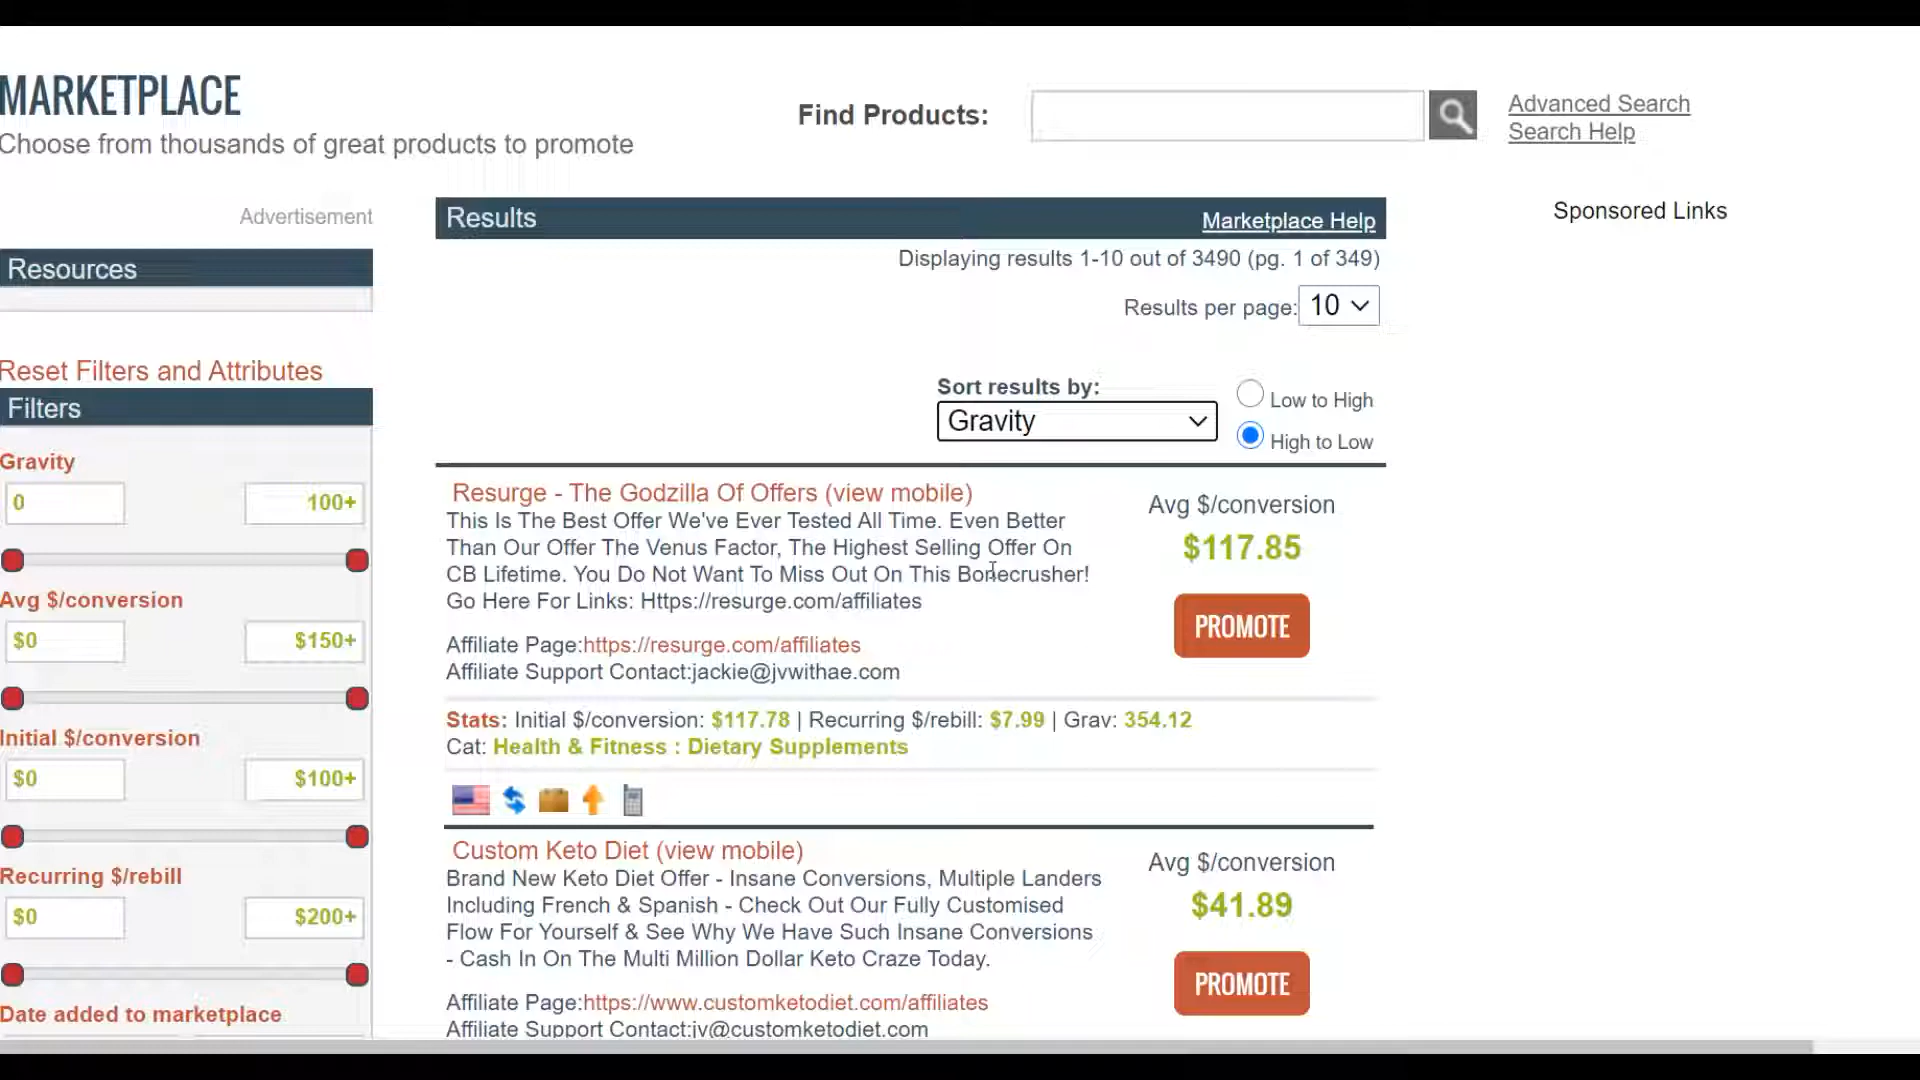 MARKETPLACE
Choose from thousands of great products to promote
Find Products:
Advanced Search
Search Help
Advertisement
Resources
Reset Filters and Attributes
Filters
Gravity
0 100+
Avg $/conversion
$0 $150+
Initial $/conversion
$0 $100+
Recurring $/rebill
$0 $200+
Date added to marketplace
Results Marketplace Help
Displaying results 1-10 out of 3490 (pg. 1 of 349)
Results per page: 10
Sort results by:
Gravity
Low to High
High to Low
Resurge - The Godzilla Of Offers (view mobile)
This Is The Best Offer We've Ever Tested All Time. Even Better
Than Our Offer The Venus Factor, The Highest Selling Offer On
CB Lifetime. You Do Not Want To Miss Out On This Bonecrusher!
Go Here For Links: Https://resurge.com/affiliates
Affiliate Page:https://resurge.com/affiliates
Affiliate Support Contact:jackie@jvwithae.com
Avg $/conversion
$117.85
PROMOTE
Stats: Initial $/conversion: $117.78 | Recurring $/rebill: $7.99 | Grav: 354.12
Cat: Health & Fitness : Dietary Supplements
Custom Keto Diet (view mobile)
Brand New Keto Diet Offer - Insane Conversions, Multiple Landers
Including French & Spanish - Check Out Our Fully Customised
Flow For Yourself & See Why We Have Such Insane Conversions
- Cash In On The Multi Million Dollar Keto Craze Today.
Affiliate Page:https://www.customketodiet.com/affiliates
Affiliate Support Contact:jv@customketodiet.com
Avg $/conversion
$41.89
PROMOTE
Sponsored Links